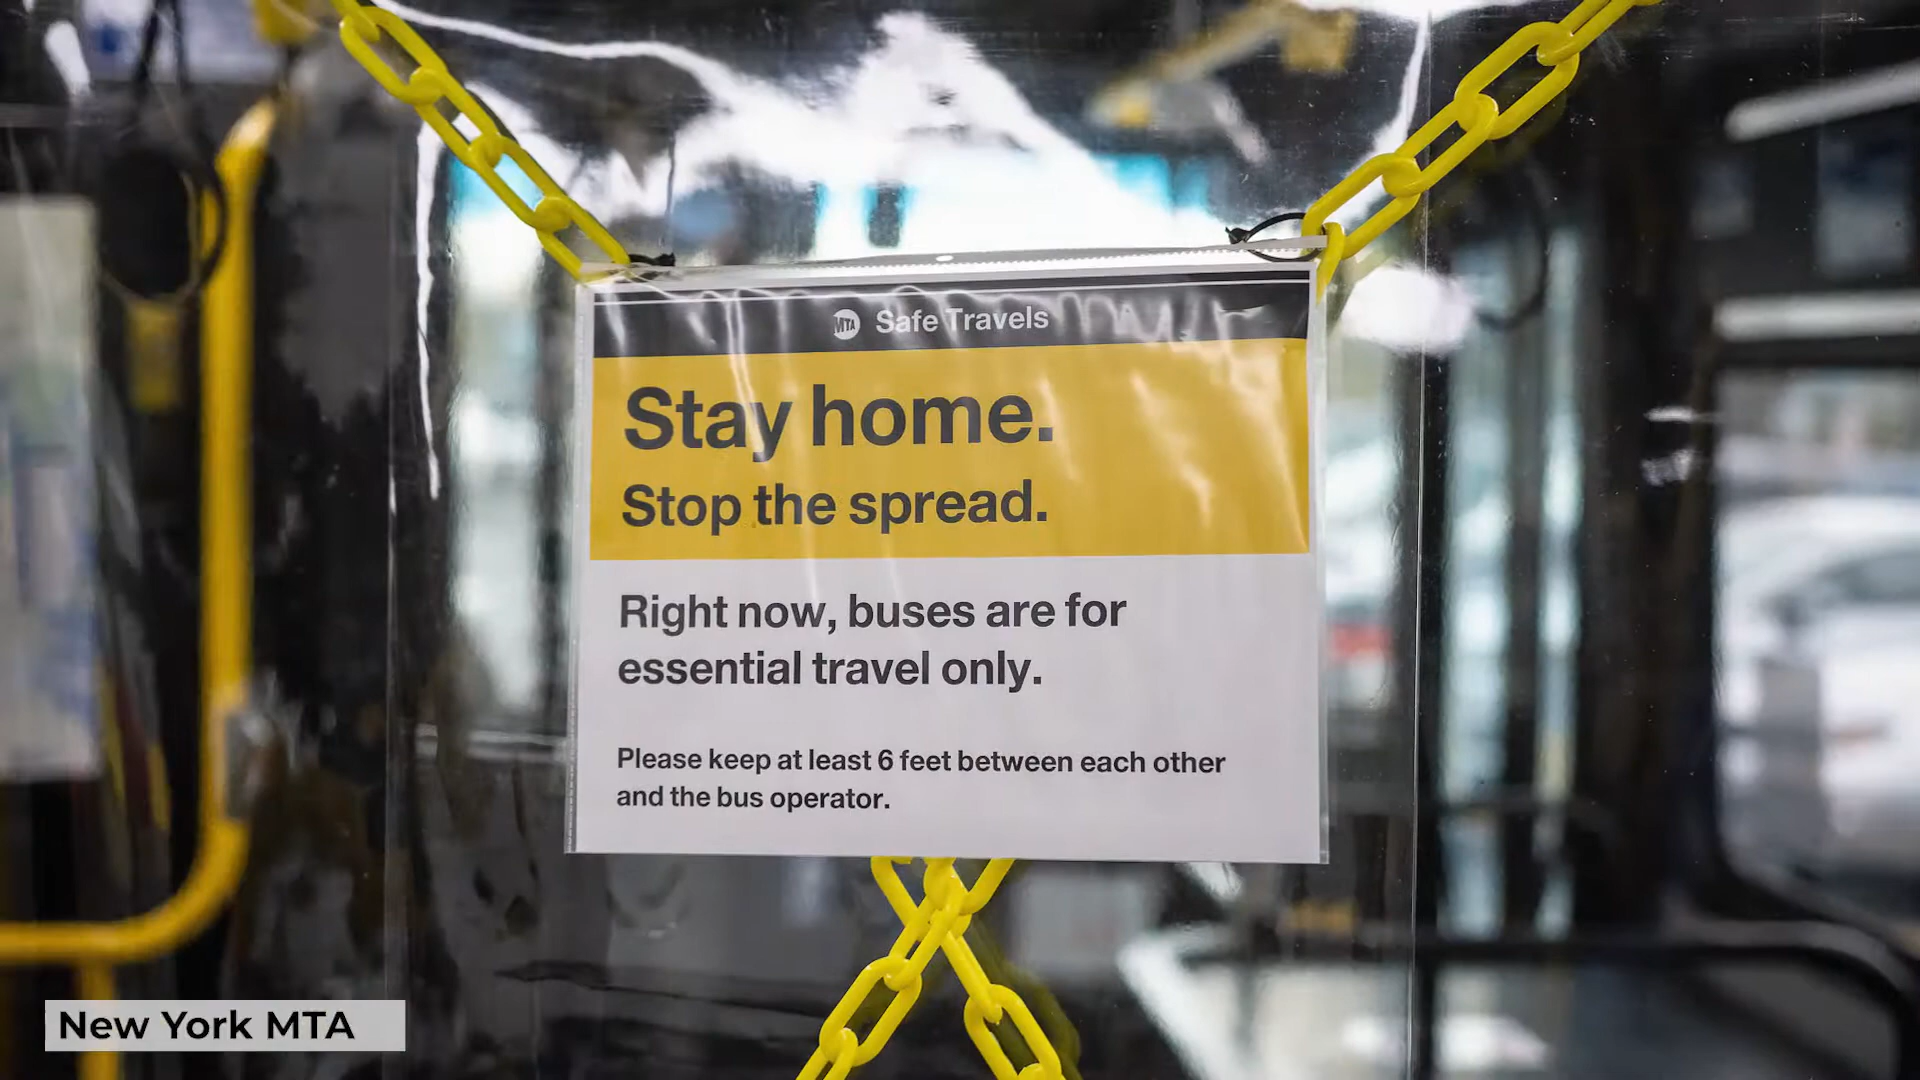 MTA Safe Travels
Stay home.
Stop the spread.
Right now, buses are for
essential travel only.
Please keep at least 6 feet between each other
and the bus operator.
New York MTA